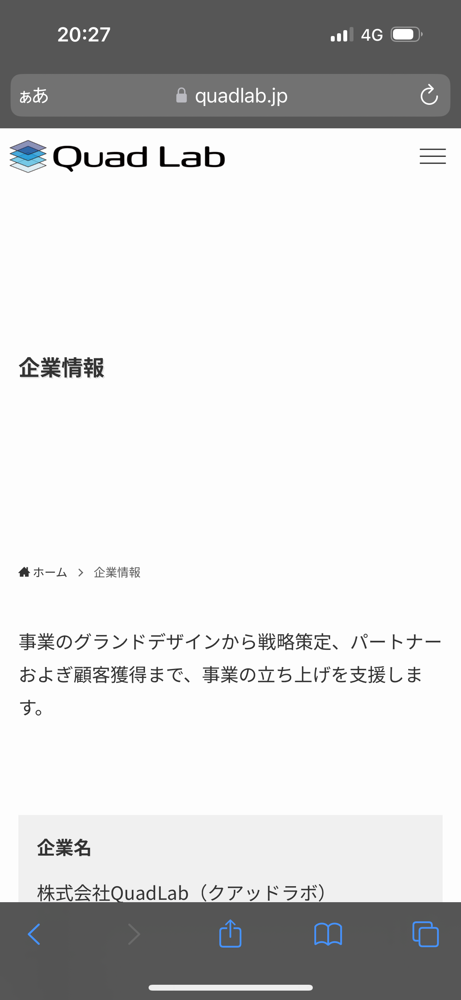 20:27
4G
ぁあ
quadlab.jp
Quad Lab
企業情報
ホーム > 企業情報
事業のグランドデザインから戦略策定、パートナー
およぎ顧客獲得まで、事業の立ち上げを支援しま
す。
企業名
株式会社QuadLab（クアッドラボ）